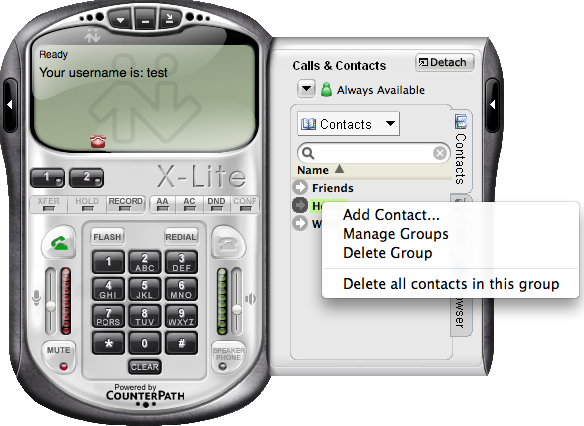 Ready
Your username is: test
X-Lite
1 2
XFER HOLD RECORD AA AC DND CONF
FLASH REDIAL
1 2 ABC 3 DEF
4 GHI 5 JKL 6 MNO
7 PQRS 8 TUV 9 WXYZ
* 0 #
MUTE
CLEAR
SPEAKER PHONE
Powered by
COUNTERPATH
Calls & Contacts
Detach
Always Available
Contacts
Name
Friends
Add Contact...
Manage Groups
Delete Group
Delete all contacts in this group
Contacts